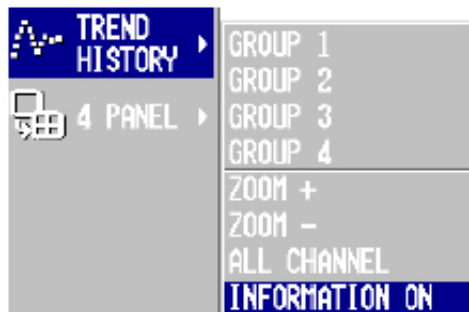 TREND
HISTORY
4 PANEL
GROUP 1
GROUP 2
GROUP 3
GROUP 4
ZOOM +
ZOOM -
ALL CHANNEL
INFORMATION ON